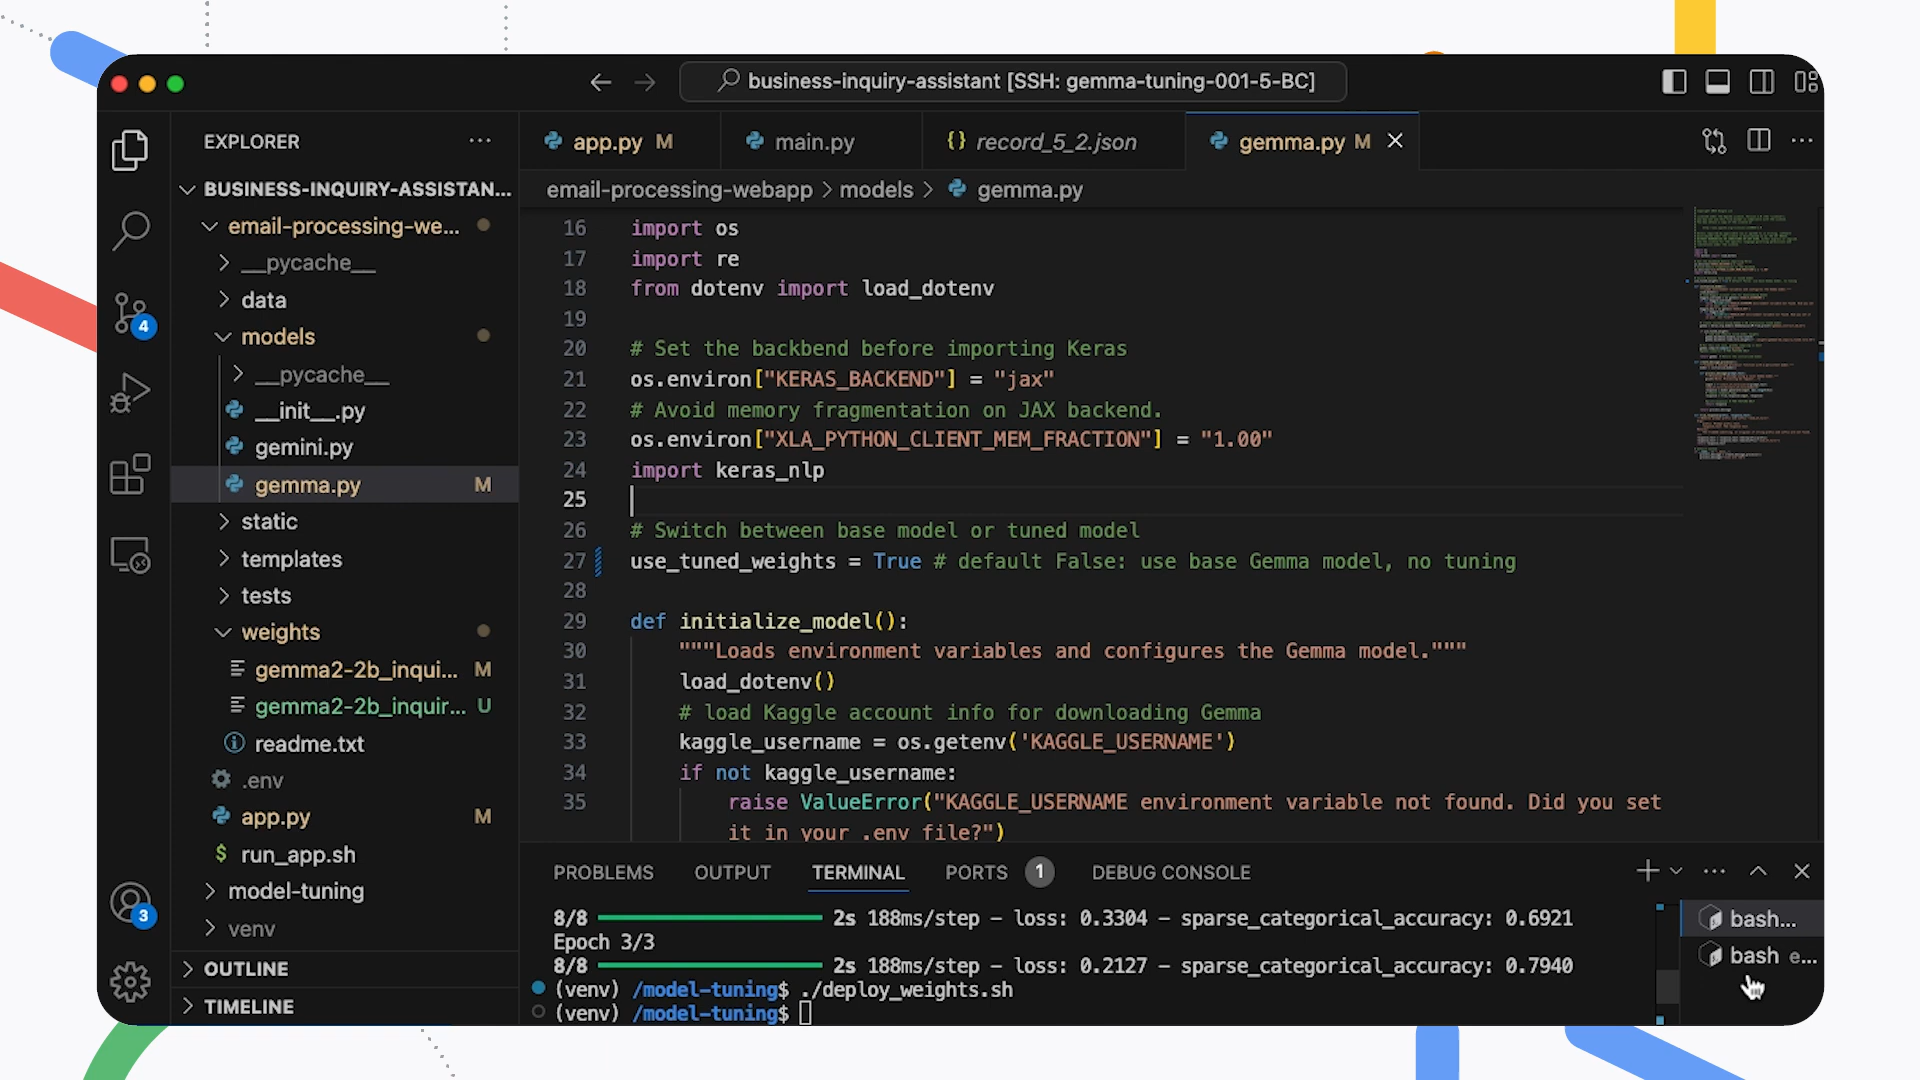 business-inquiry-assistant [SSH: gemma-tuning-001-5-BC]
EXPLORER
BUSINESS-INQUIRY-ASSISTAN...
email-processing-we...
__pycache__
data
models
__pycache__
__init__.py
gemini.py
gemma.py M
static
templates
tests
weights
gemma2-2b_inqui... M
gemma2-2b_inquir... U
readme.txt
.env
app.py M
$ run_app.sh
model-tuning
venv
OUTLINE
TIMELINE
4
3
app.py M
main.py
{} record_5_2.json
gemma.py M
email-processing-webapp > models > gemma.py
16 import os
17 import re
18 from dotenv import load_dotenv
19
20 # Set the backbend before importing Keras
21 os.environ["KERAS_BACKEND"] = "jax"
22 # Avoid memory fragmentation on JAX backend.
23 os.environ["XLA_PYTHON_CLIENT_MEM_FRACTION"] = "1.00"
24 import keras_nlp
25
26 # Switch between base model or tuned model
27 use_tuned_weights = True # default False: use base Gemma model, no tuning
28
29 def initialize_model():
30 """Loads environment variables and configures the Gemma model."""
31 load_dotenv()
32 # load Kaggle account info for downloading Gemma
33 kaggle_username = os.getenv('KAGGLE_USERNAME')
34 if not kaggle_username:
35 raise ValueError("KAGGLE_USERNAME environment variable not found. Did you set
it in your .env file?")
PROBLEMS OUTPUT TERMINAL PORTS 1 DEBUG CONSOLE
8/8 2s 188ms/step – loss: 0.3304 – sparse_categorical_accuracy: 0.6921
Epoch 3/3
8/8 2s 188ms/step – loss: 0.2127 – sparse_categorical_accuracy: 0.7940
(venv) /model-tuning$ ./deploy_weights.sh
(venv) /model-tuning$
bash...
bash e...